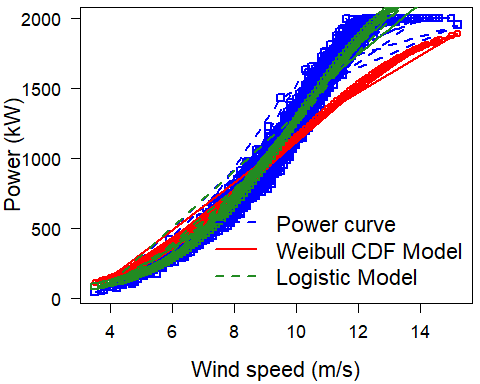 2000
1500
1000
500
0
Power (kW)
Power curve
Weibull CDF Model
Logistic Model
4 6 8 10 12 14
Wind speed (m/s)